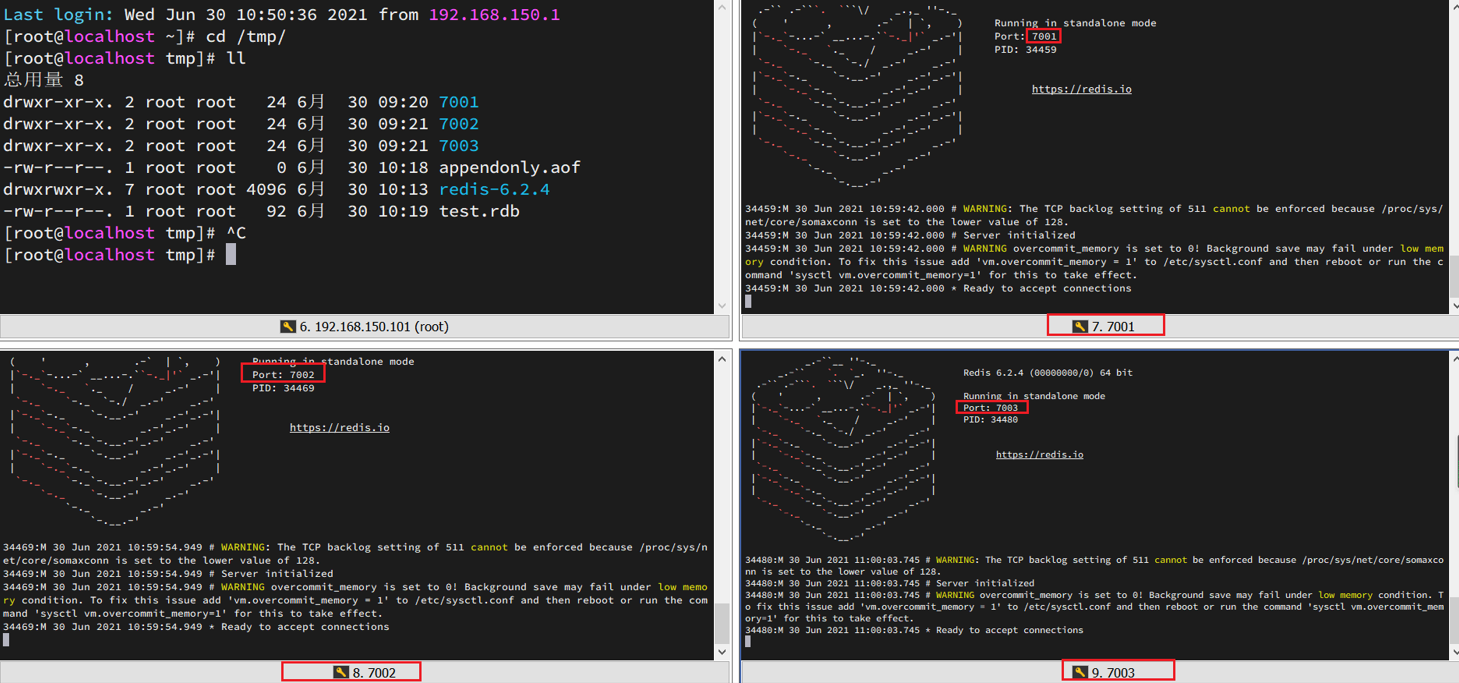 Last login: Wed Jun 30 10:50:36 2021 from 192.168.150.1
[root@localhost ~]# cd /tmp/
[root@localhost tmp]# ll
总用量 8
drwxr-xr-x. 2 root root   24 6月  30 09:20 7001
drwxr-xr-x. 2 root root   24 6月  30 09:21 7002
drwxr-xr-x. 2 root root   24 6月  30 09:21 7003
-rw-r--r--. 1 root root    0 6月  30 10:18 appendonly.aof
drwxrwxr-x. 7 root root 4096 6月  30 10:13 redis-6.2.4
-rw-r--r--. 1 root root   92 6月  30 10:19 test.rdb
[root@localhost tmp]# ^C
[root@localhost tmp]#
6. 192.168.150.101 (root)
Running in standalone mode
Port: 7001
PID: 34459
https://redis.io
34459:M 30 Jun 2021 10:59:42.000 # WARNING: The TCP backlog setting of 511 cannot be enforced because /proc/sys/
net/core/somaxconn is set to the lower value of 128.
34459:M 30 Jun 2021 10:59:42.000 # Server initialized
34459:M 30 Jun 2021 10:59:42.000 # WARNING overcommit_memory is set to 0! Background save may fail under low mem
ory condition. To fix this issue add 'vm.overcommit_memory = 1' to /etc/sysctl.conf and then reboot or run the c
ommand 'sysctl vm.overcommit_memory=1' for this to take effect.
34459:M 30 Jun 2021 10:59:42.000 * Ready to accept connections
7. 7001
Running in standalone mode
Port: 7002
PID: 34469
https://redis.io
34469:M 30 Jun 2021 10:59:54.949 # WARNING: The TCP backlog setting of 511 cannot be enforced because /proc/sys/n
et/core/somaxconn is set to the lower value of 128.
34469:M 30 Jun 2021 10:59:54.949 # Server initialized
34469:M 30 Jun 2021 10:59:54.949 # WARNING overcommit_memory is set to 0! Background save may fail under low memo
ry condition. To fix this issue add 'vm.overcommit_memory = 1' to /etc/sysctl.conf and then reboot or run the com
mand 'sysctl vm.overcommit_memory=1' for this to take effect.
34469:M 30 Jun 2021 10:59:54.949 * Ready to accept connections
8. 7002
Redis 6.2.4 (00000000/0) 64 bit
Running in standalone mode
Port: 7003
PID: 34480
https://redis.io
34480:M 30 Jun 2021 11:00:03.745 # WARNING: The TCP backlog setting of 511 cannot be enforced because /proc/sys/net/core/somaxco
nn is set to the lower value of 128.
34480:M 30 Jun 2021 11:00:03.745 # Server initialized
34480:M 30 Jun 2021 11:00:03.745 # WARNING overcommit_memory is set to 0! Background save may fail under low memory condition. T
o fix this issue add 'vm.overcommit_memory = 1' to /etc/sysctl.conf and then reboot or run the command 'sysctl vm.overcommit_mem
ory=1' for this to take effect.
34480:M 30 Jun 2021 11:00:03.745 * Ready to accept connections
9. 7003